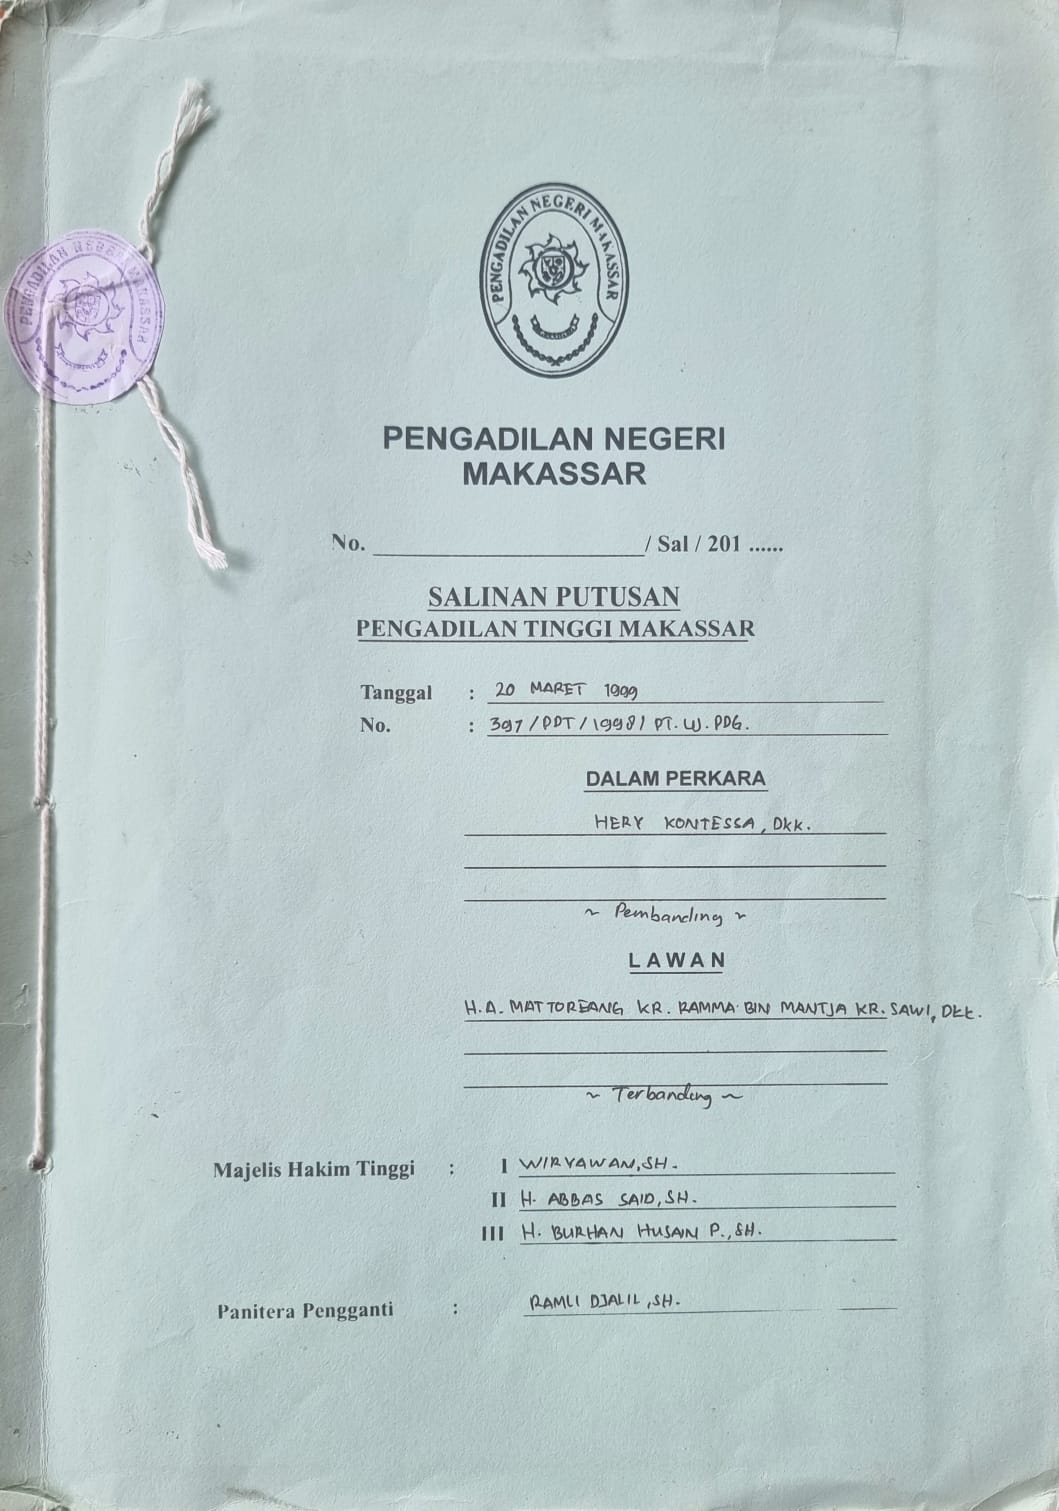 PENGADILAN NEGERI MAKASSAR
PENGADILAN NEGERI MAKASSAR
PENGADILAN NEGERI
MAKASSAR
No. ____________________ / Sal / 201 ......
SALINAN PUTUSAN
PENGADILAN TINGGI MAKASSAR
Tanggal : 20 MARET 1999
No. : 397/PDT/1998/PT.UJ.PDG.
DALAM PERKARA
HERY KONTESSA, DKK.
~ Pembanding ~
LAWAN
H.A. MATTOREANG KR. RAMMA BIN MANTJA KR. SAWI, DKK.
~ Terbanding ~
Majelis Hakim Tinggi : I WIRYAWAN, SH.
II H. ABBAS SAID, SH.
III H. BURHAN HUSAIN P., SH.
Panitera Pengganti : RAMLI DJALIL, SH.